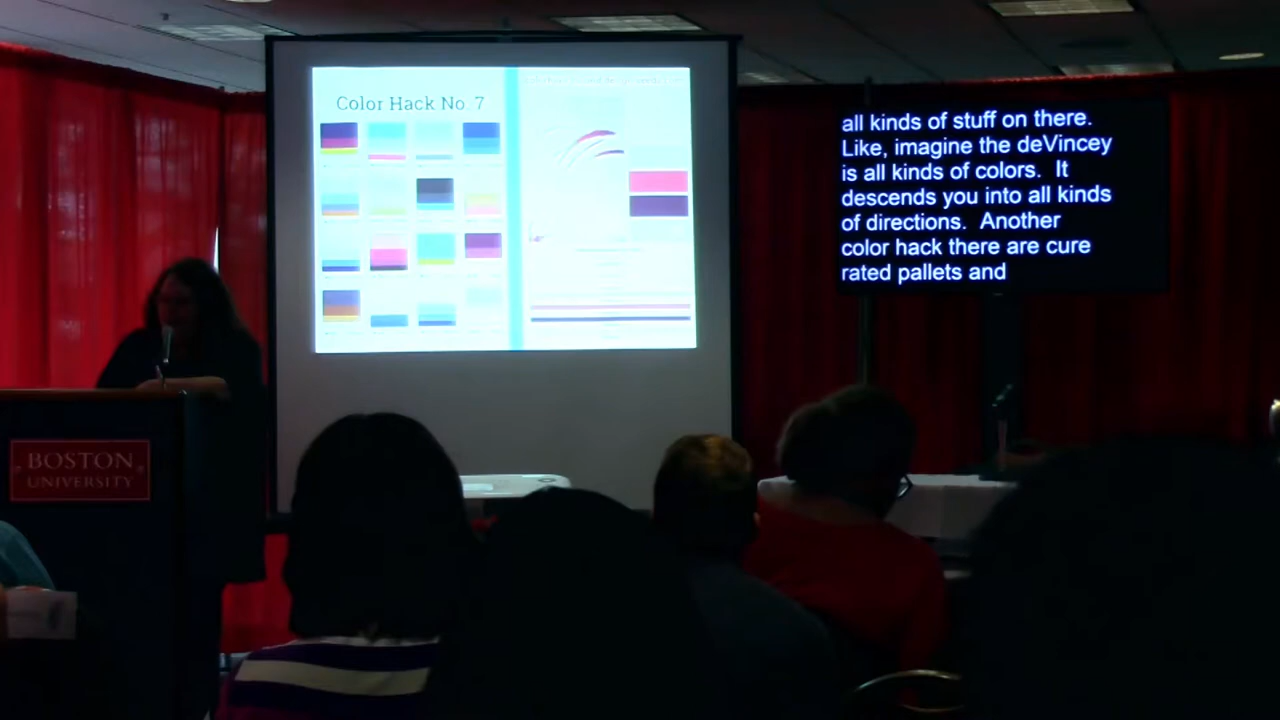 Color Hack No. 7
all kinds of stuff on there.
Like, imagine the deVincey
is all kinds of colors. It
descends you into all kinds
of directions. Another
color hack there are cure
rated pallets and
BOSTON
UNIVERSITY